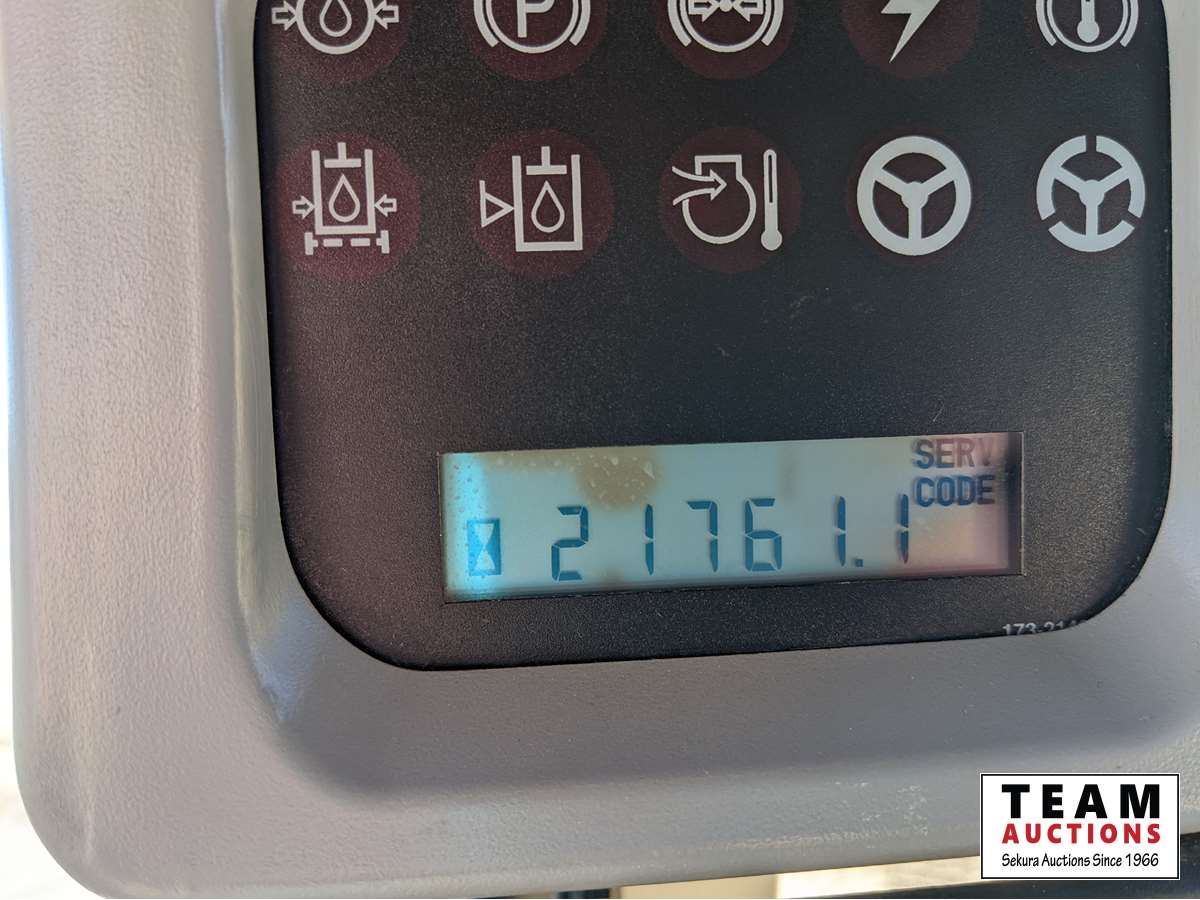 P
SERV
CODE
21761.1
TEAM
AUCTIONS
Sekura Auctions Since 1966